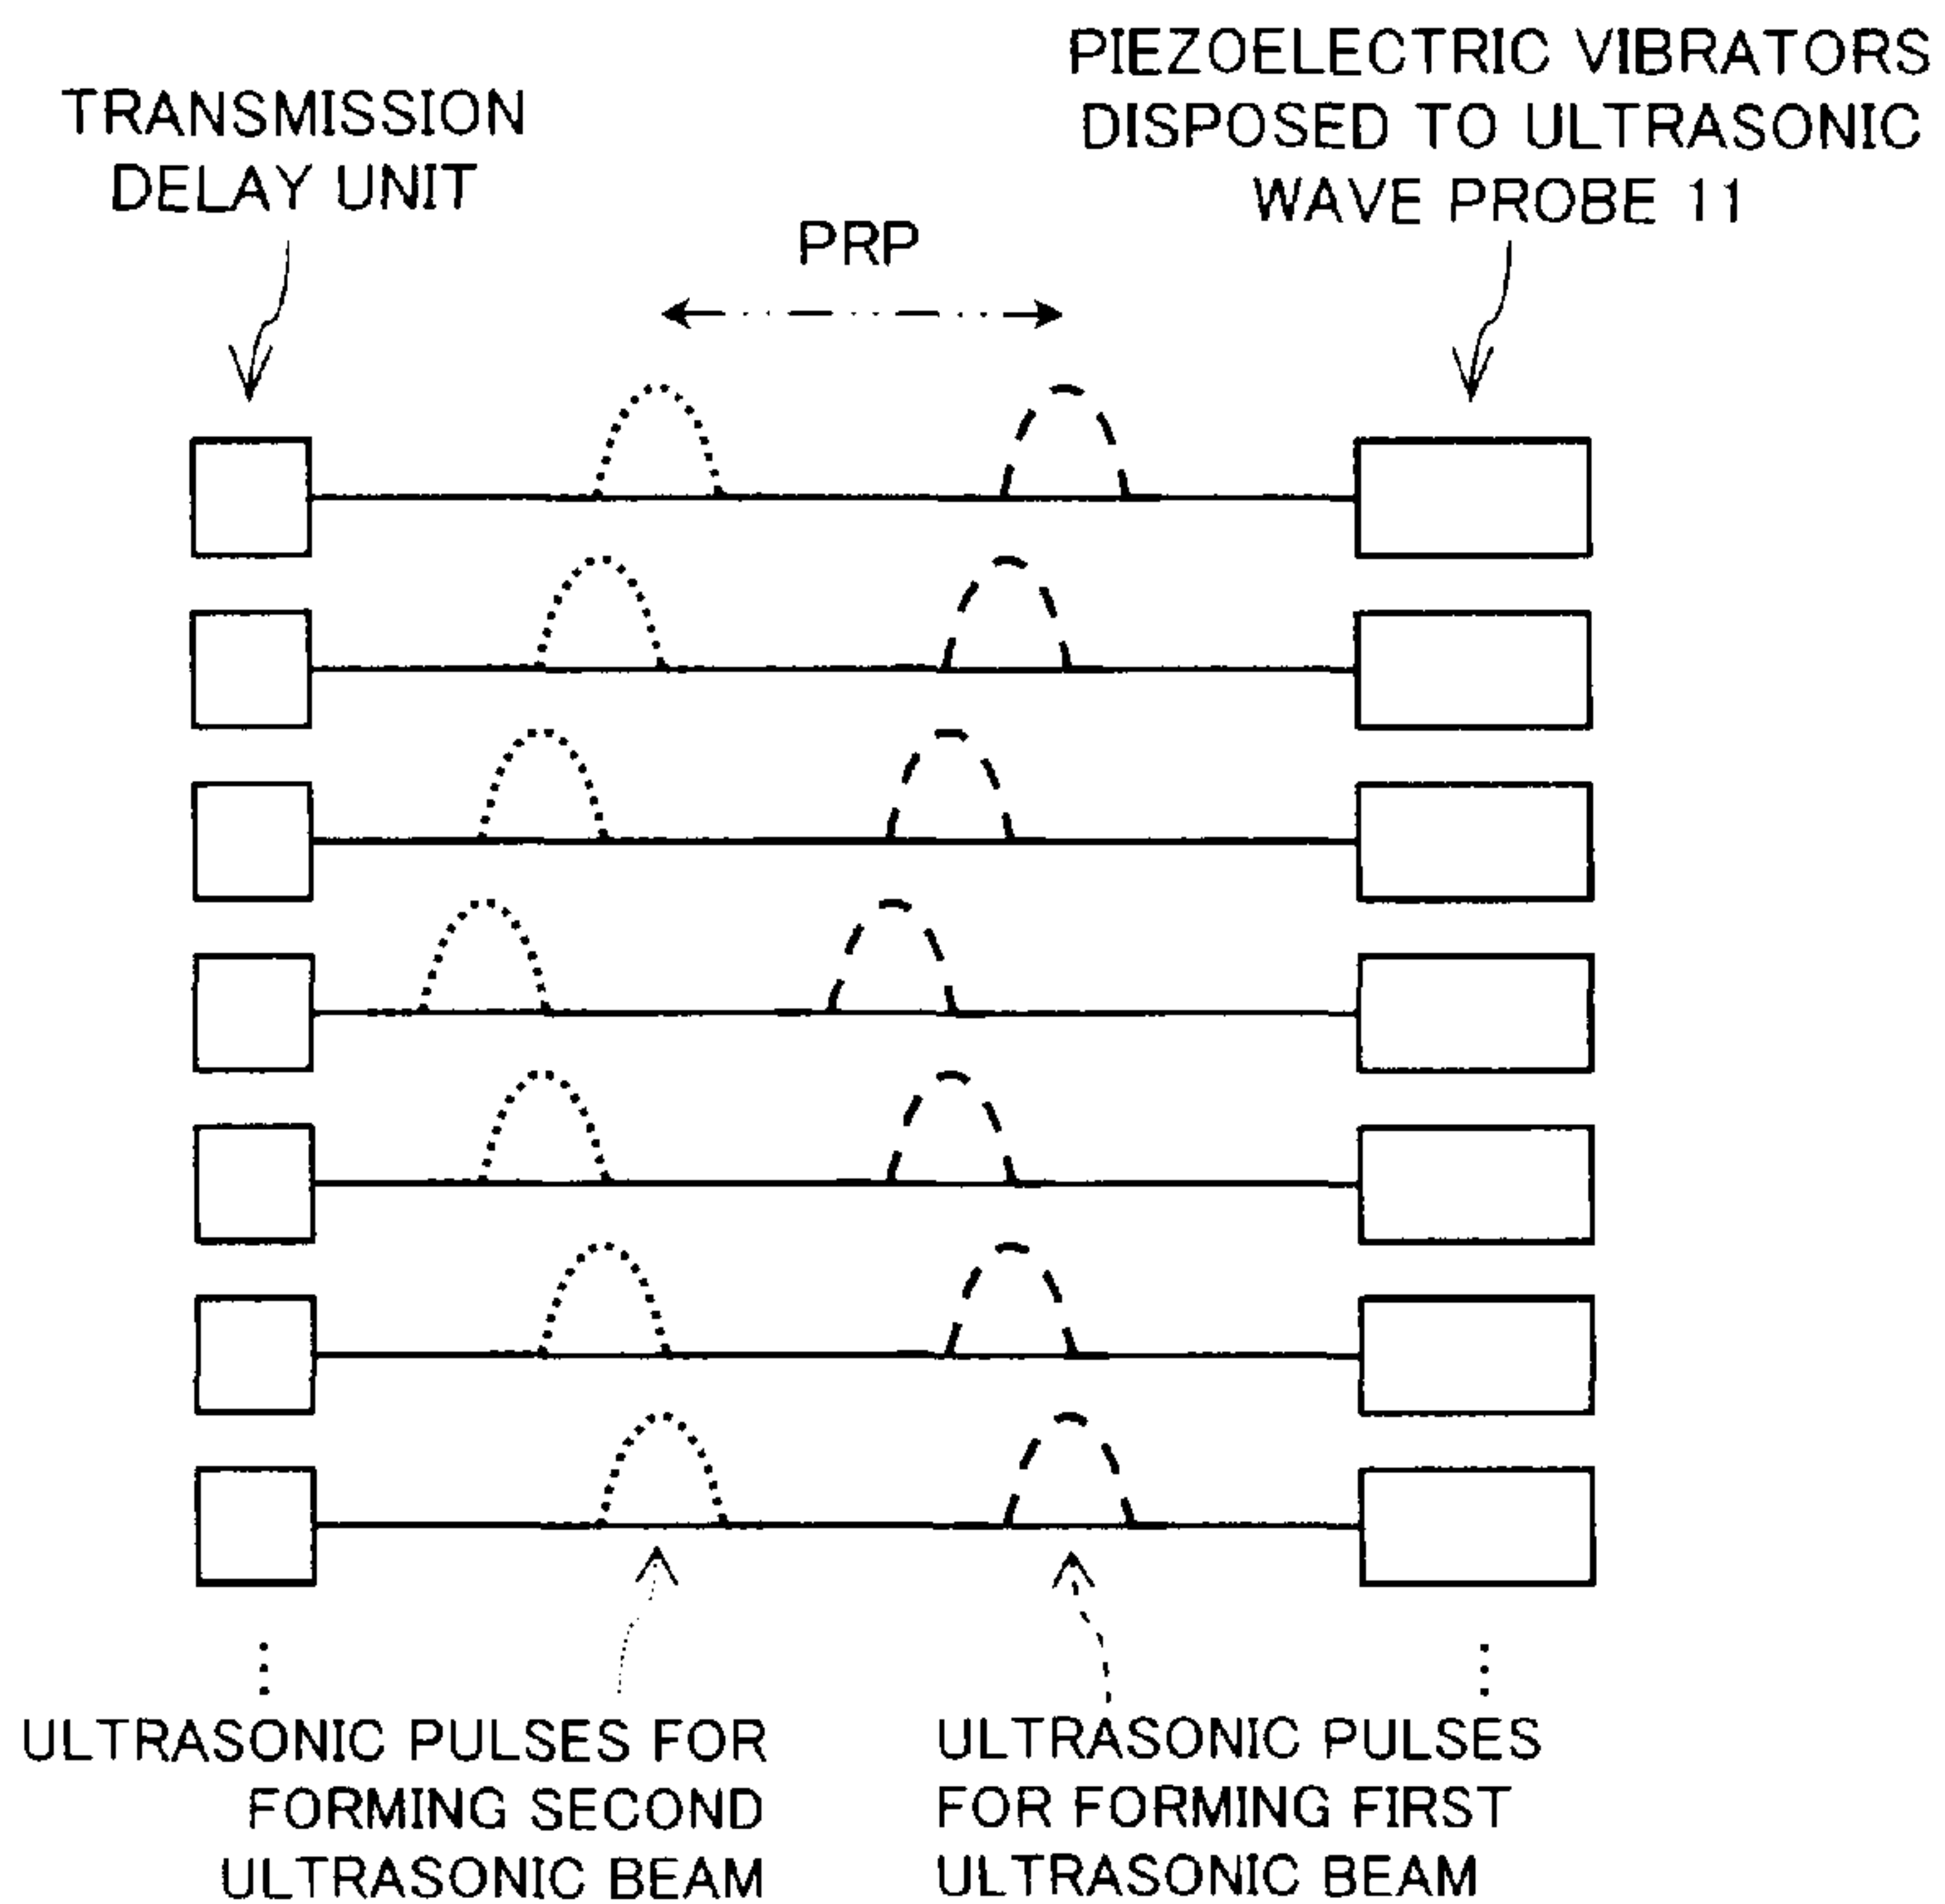 TRANSMISSION
DELAY UNIT
PIEZOELECTRIC VIBRATORS
DISPOSED TO ULTRASONIC
WAVE PROBE 11
PRP
ULTRASONIC PULSES FOR
FORMING SECOND
ULTRASONIC BEAM
ULTRASONIC PULSES
FOR FORMING FIRST
ULTRASONIC BEAM